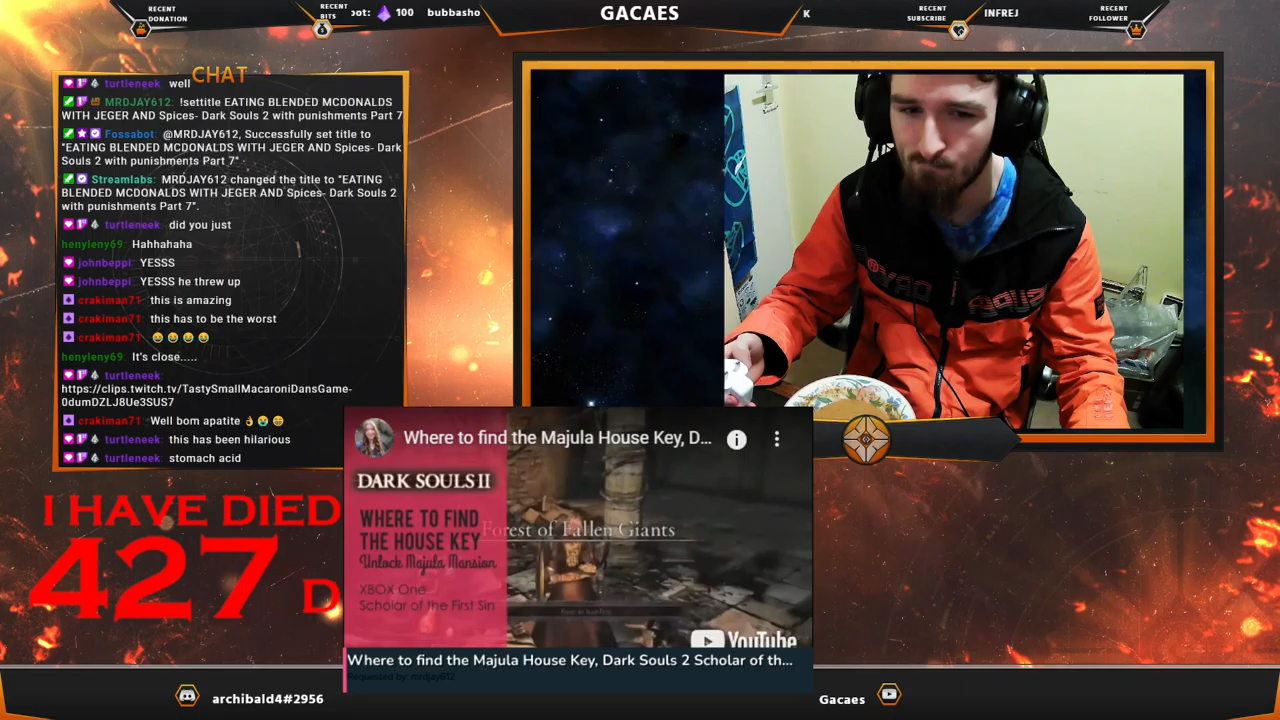 RECENT
DONATION
RECENT
BITS
100 bubbasho
GACAES
K
RECENT
SUBSCRIBE
INFREJ
RECENT
FOLLOWER
CHAT
turtleneek well
MRDJAY612: !settitle EATING BLENDED MCDONALDS
WITH JEGER AND Spices- Dark Souls 2 with punishments Part 7
Fossabot: @MRDJAY612, Successfully set title to
"EATING BLENDED MCDONALDS WITH JEGER AND Spices- Dark
Souls 2 with punishments Part 7"
Streamlabs: MRDJAY612 changed the title to "EATING
BLENDED MCDONALDS WITH JEGER AND Spices- Dark Souls 2
with punishments Part 7".
turtleneek: did you just
henyleny69: Hahhahaha
johnbeppi: YESSS
johnbeppi: YESSS he threw up
crakiman71: this is amazing
crakiman71: this has to be the worst
crakiman71: 😂 😂 😂 😂
henyleny69: It's close.....
turtleneek:
https://clips.twitch.tv/TastySmallMacaroniDansGame-
0dumDZLJ8Ue3SUS7
crakiman71: Well bom apatite 👌 😭 😁
turtleneek: this has been hilarious
turtleneek: stomach acid
I HAVE DIED
427 D
Where to find the Majula House Key, D...
DARK SOULS II
WHERE TO FIND
THE HOUSE KEY
Unlock Majula Mansion
XBOX One
Scholar of the First Sin
Forest of Fallen Giants
YouTube
Where to find the Majula House Key, Dark Souls 2 Scholar of th...
Requested by: mrdjay612
archibald4#2956
Gacaes